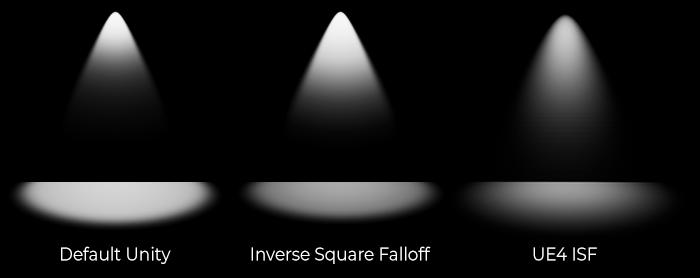 Default Unity
Inverse Square Falloff
UE4 ISF